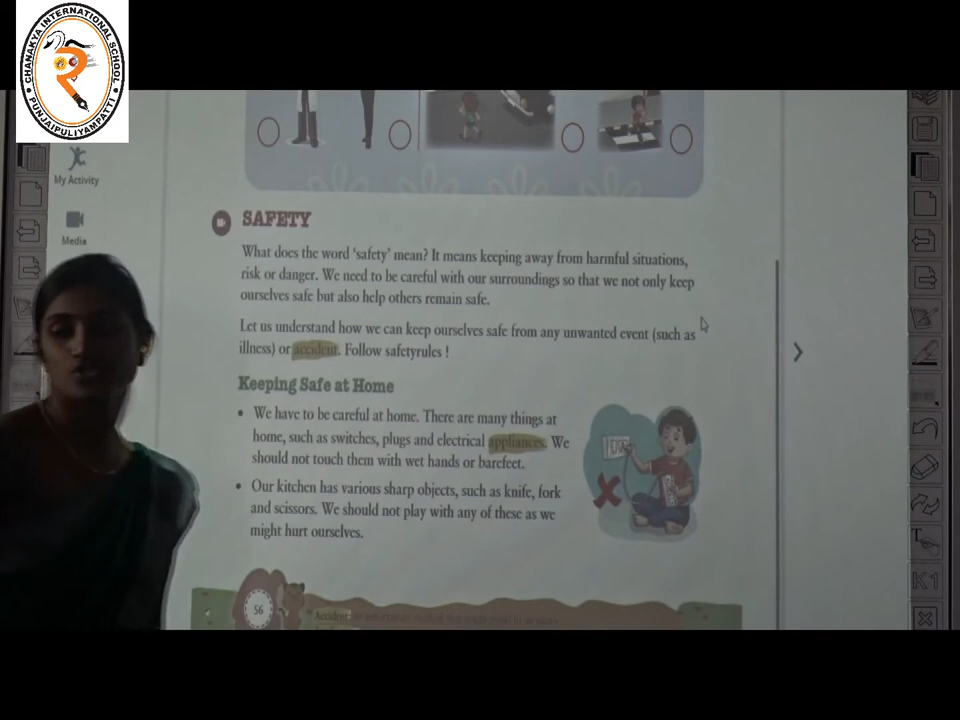 CHANAKYA INTERNATIONAL SCHOOL
PUNJAIPULIYAMPATTI
My Activity
Media
SAFETY
What does the word 'safety' mean? It means keeping away from harmful situations,
risk or danger. We need to be careful with our surroundings so that we not only keep
ourselves safe but also help others remain safe.
Let us understand how we can keep ourselves safe from any unwanted event (such as
illness) or accident. Follow safetyrules !
Keeping Safe at Home
• We have to be careful at home. There are many things at
home, such as switches, plugs and electrical appliances. We
should not touch them with wet hands or barefeet.
• Our kitchen has various sharp objects, such as knife, fork
and scissors. We should not play with any of these as we
might hurt ourselves.
56
Accident
T
K1